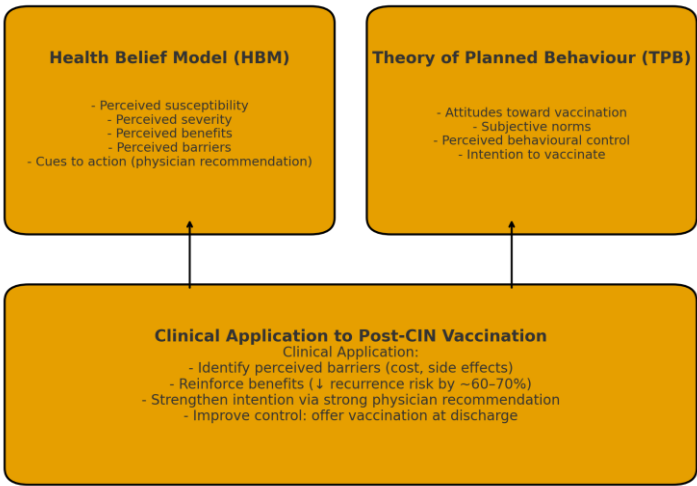 Health Belief Model (HBM)
- Perceived susceptibility
- Perceived severity
- Perceived benefits
- Perceived barriers
- Cues to action (physician recommendation)
Theory of Planned Behaviour (TPB)
- Attitudes toward vaccination
- Subjective norms
- Perceived behavioural control
- Intention to vaccinate
Clinical Application to Post-CIN Vaccination
Clinical Application:
- Identify perceived barriers (cost, side effects)
- Reinforce benefits (↓ recurrence risk by ~60–70%)
- Strengthen intention via strong physician recommendation
- Improve control: offer vaccination at discharge